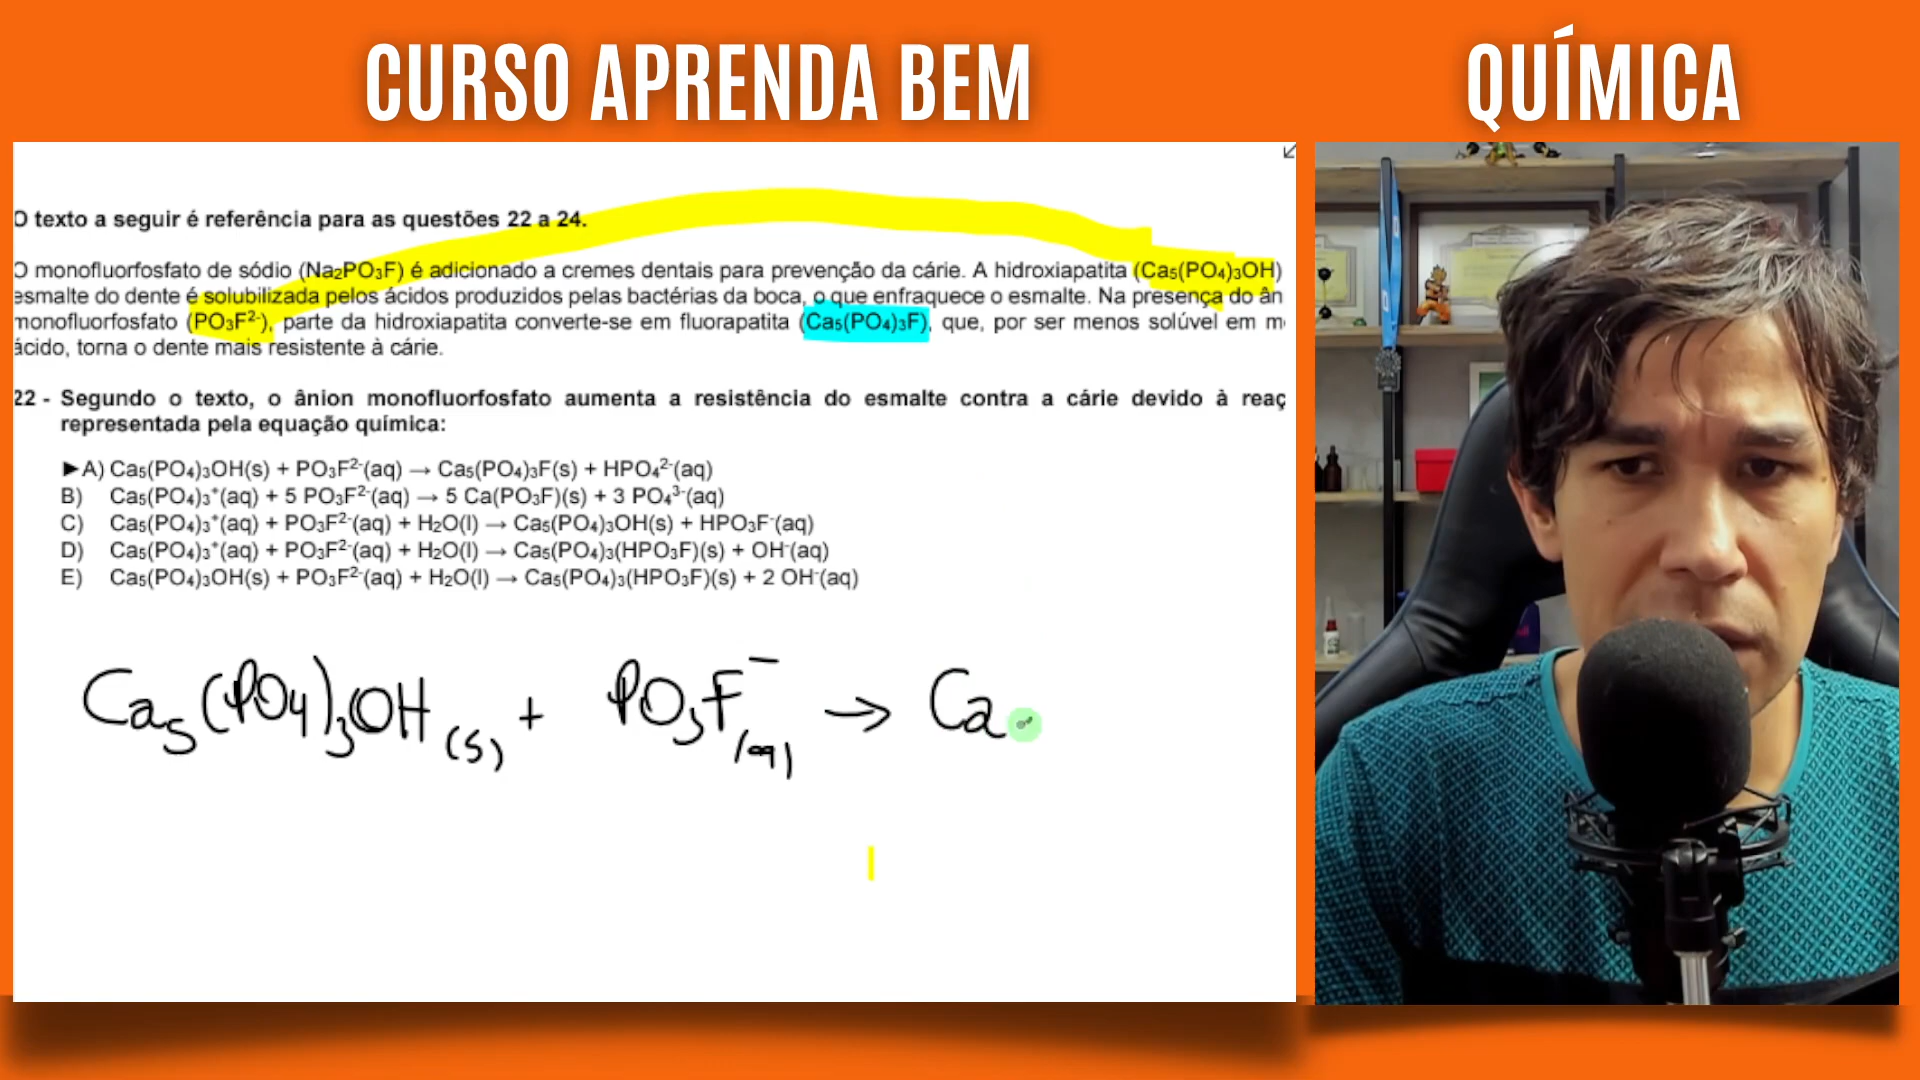 CURSO APRENDA BEM
QUÍMICA
O texto a seguir é referência para as questões 22 a 24.
O monofluorfosfato de sódio (Na₂PO₃F) é adicionado a cremes dentais para prevenção da cárie. A hidroxiapatita (Ca₅(PO₄)₃OH)
esmalte do dente é solubilizada pelos ácidos produzidos pelas bactérias da boca, o que enfraquece o esmalte. Na presença do ân
monofluorfosfato (PO₃F²⁻), parte da hidroxiapatita converte-se em fluorapatita (Ca₅(PO₄)₃F), que, por ser menos solúvel em m
ácido, torna o dente mais resistente à cárie.
22 - Segundo o texto, o ânion monofluorfosfato aumenta a resistência do esmalte contra a cárie devido à reaç
representada pela equação química:
►A) Ca₅(PO₄)₃OH(s) + PO₃F²⁻(aq) → Ca₅(PO₄)₃F(s) + HPO₄²⁻(aq)
B) Ca₅(PO₄)₃⁺(aq) + 5 PO₃F²⁻(aq) → 5 Ca(PO₃F)(s) + 3 PO₄³⁻(aq)
C) Ca₅(PO₄)₃⁺(aq) + PO₃F²⁻(aq) + H₂O(l) → Ca₅(PO₄)₃OH(s) + HPO₃F⁻(aq)
D) Ca₅(PO₄)₃⁺(aq) + PO₃F²⁻(aq) + H₂O(l) → Ca₅(PO₄)₃(HPO₃F)(s) + OH⁻(aq)
E) Ca₅(PO₄)₃OH(s) + PO₃F²⁻(aq) + H₂O(l) → Ca₅(PO₄)₃(HPO₃F)(s) + 2 OH⁻(aq)
Ca₅(PO₄)₃OH(s) + PO₃F⁻(aq) → Ca